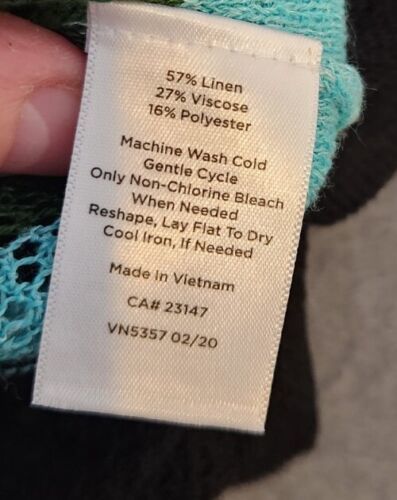 57% Linen
27% Viscose
16% Polyester
Machine Wash Cold
Gentle Cycle
Only Non-Chlorine Bleach
When Needed
Reshape, Lay Flat To Dry
Cool Iron, If Needed
Made In Vietnam
CA# 23147
VN5357 02/20